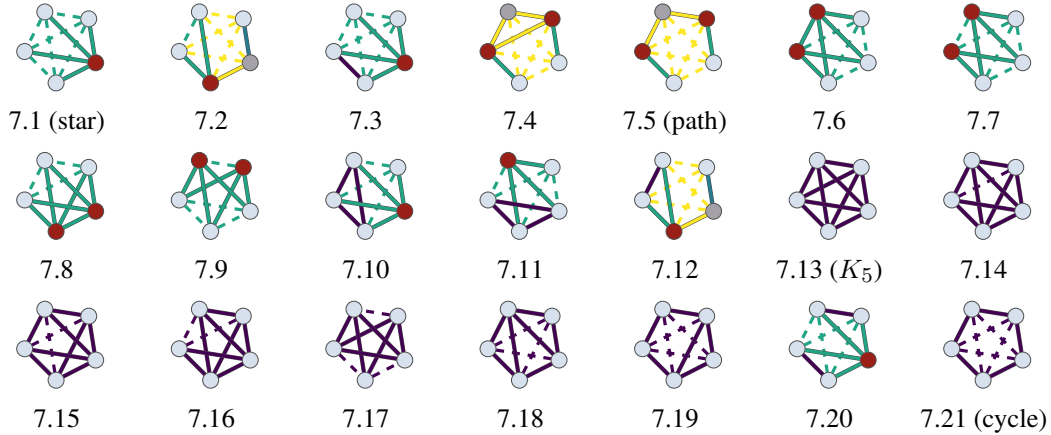 7.1 (star) 7.2 7.3 7.4 7.5 (path) 7.6 7.7
7.8 7.9 7.10 7.11 7.12 7.13 (K₅) 7.14
7.15 7.16 7.17 7.18 7.19 7.20 7.21 (cycle)